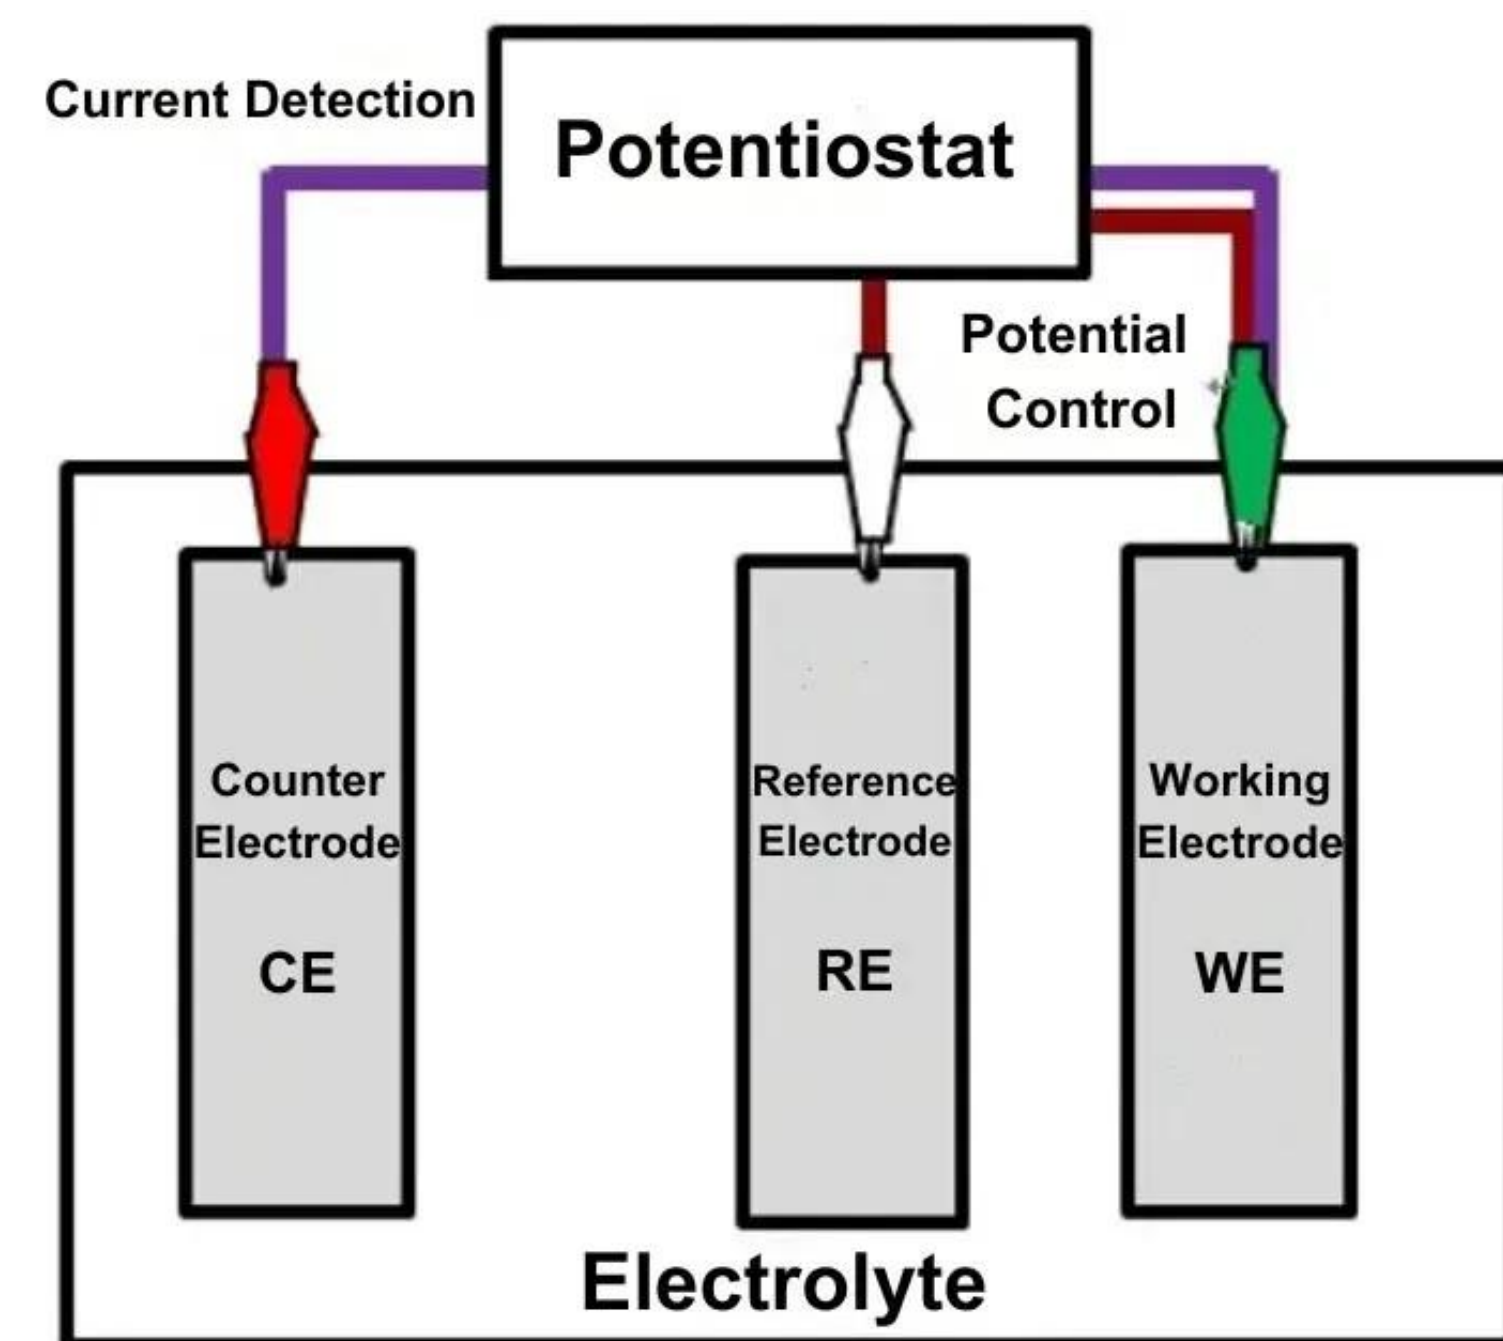 Current Detection
Potentiostat
Potential
Control
Counter
Electrode
CE
Reference
Electrode
RE
Working
Electrode
WE
Electrolyte